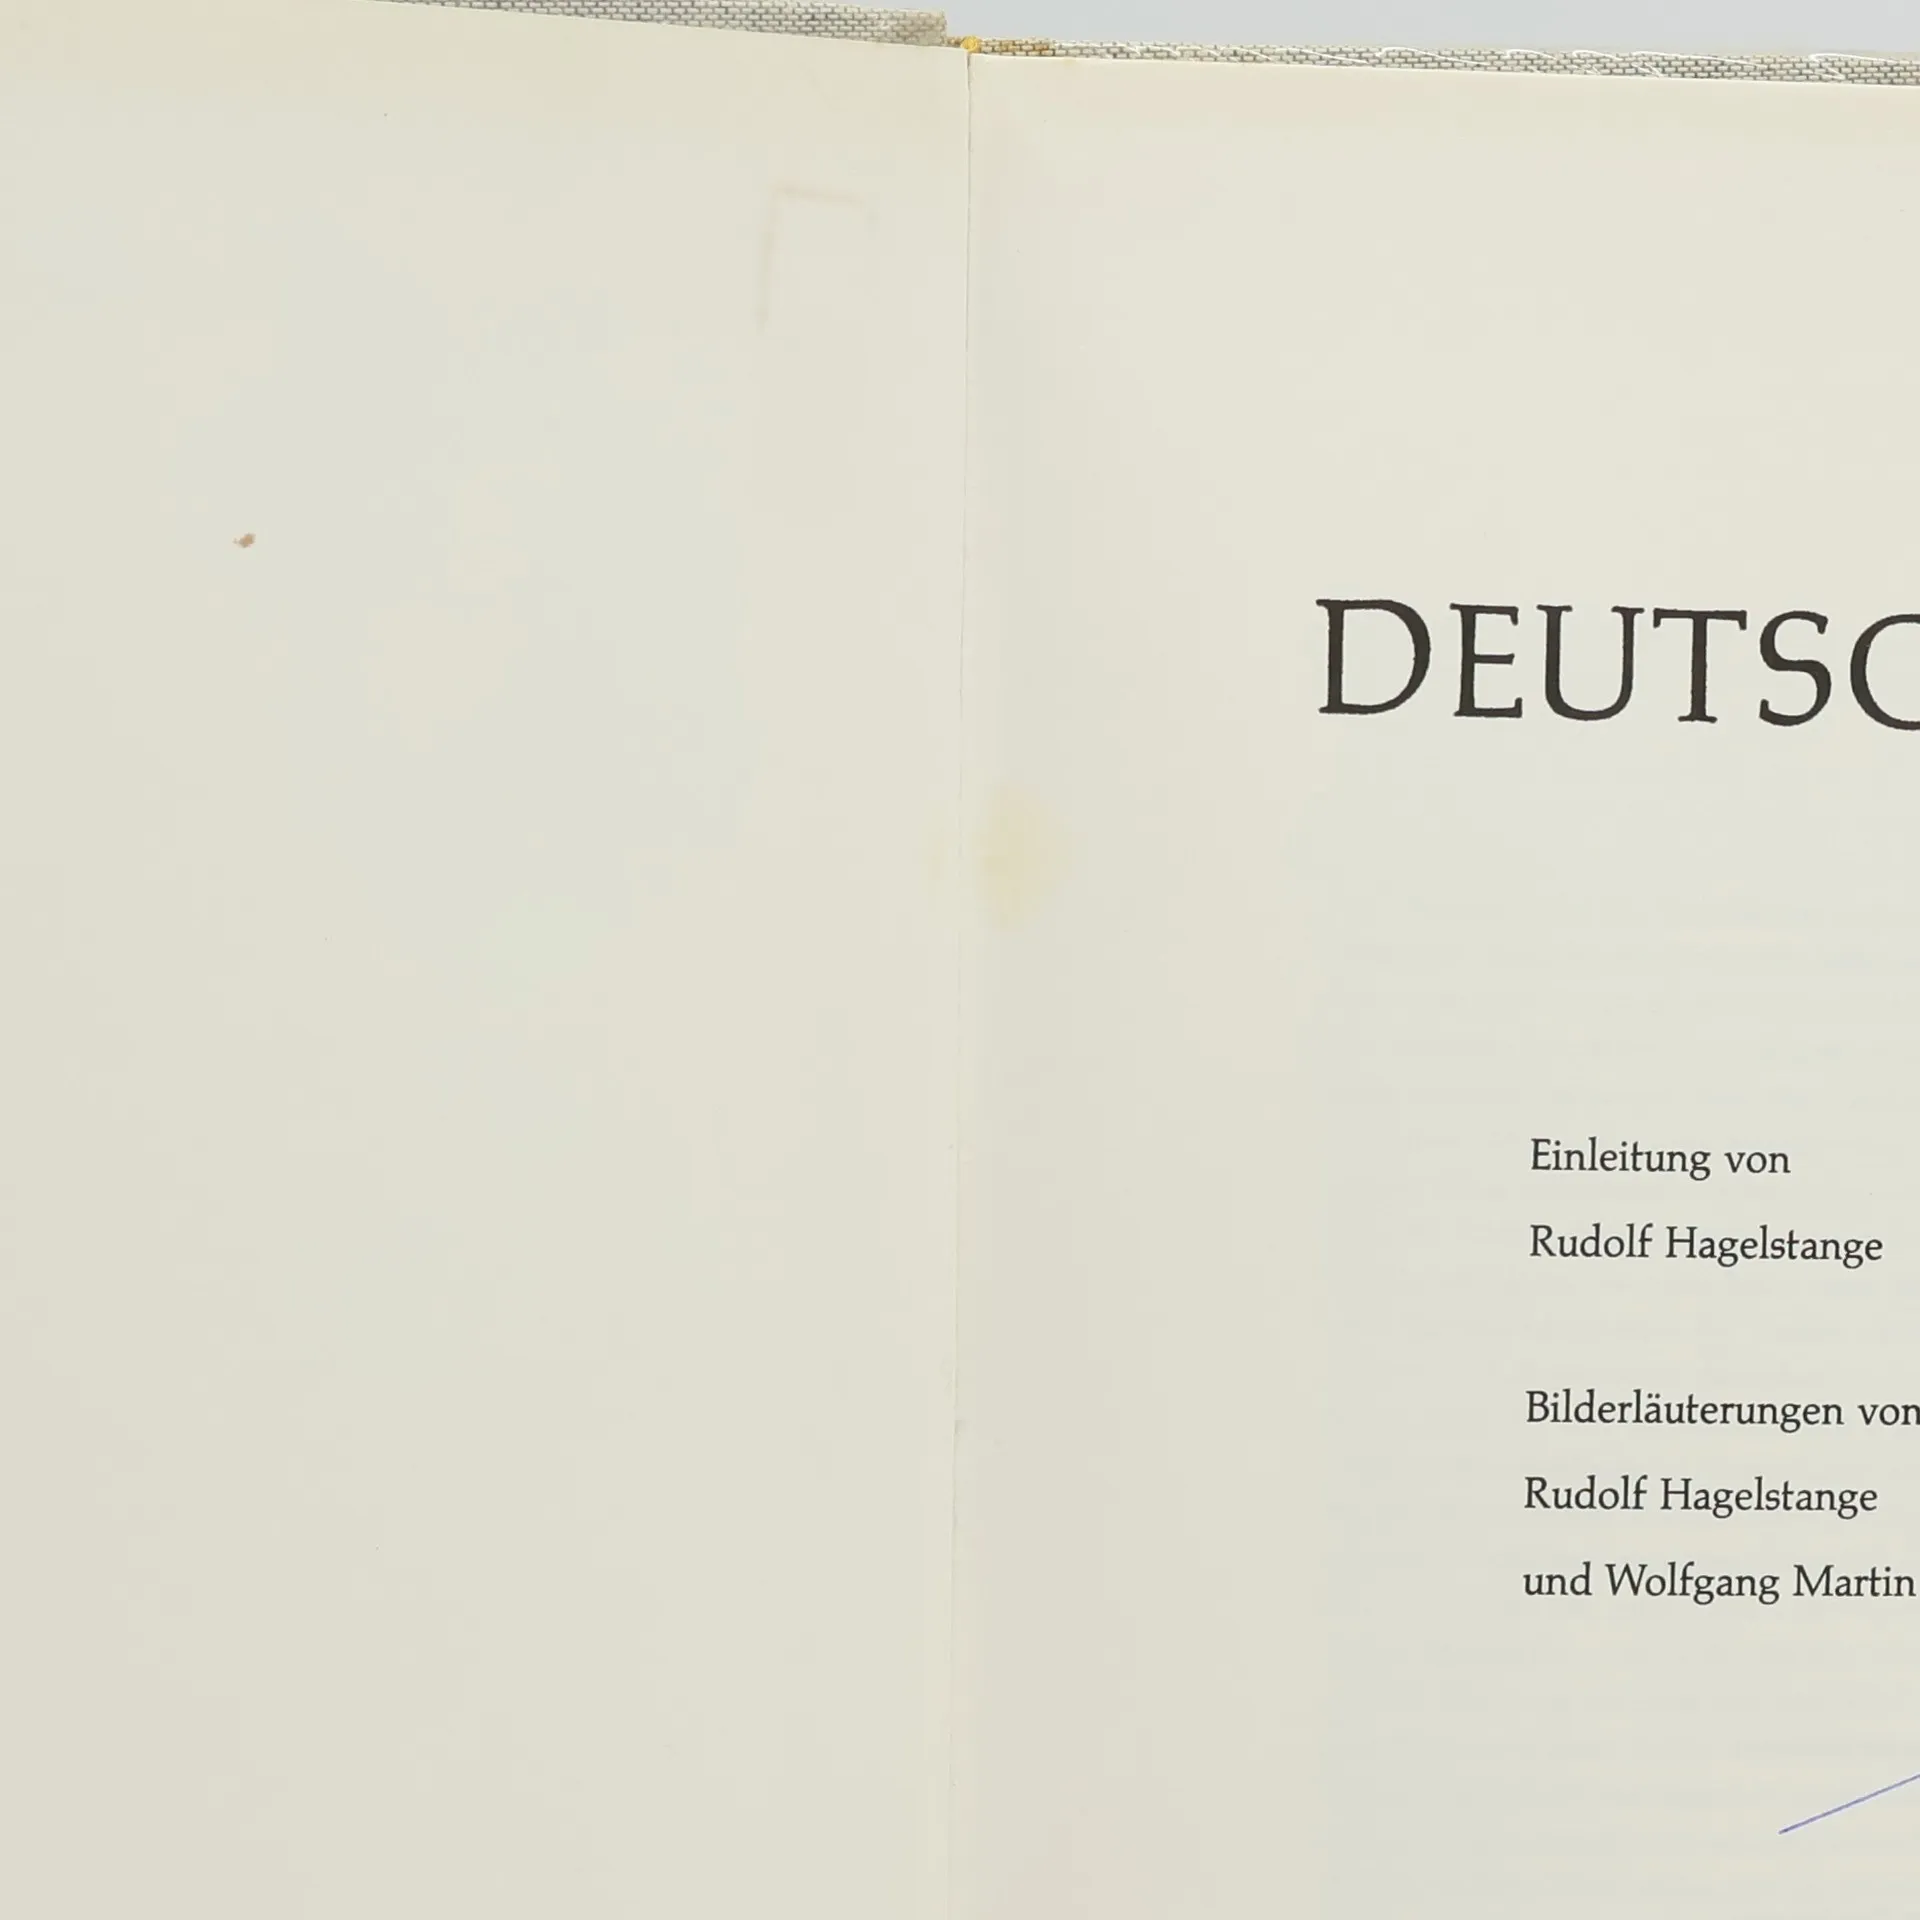 DEUTSC
Einleitung von
Rudolf Hagelstange
Bilderläuterungen von
Rudolf Hagelstange
und Wolfgang Martin